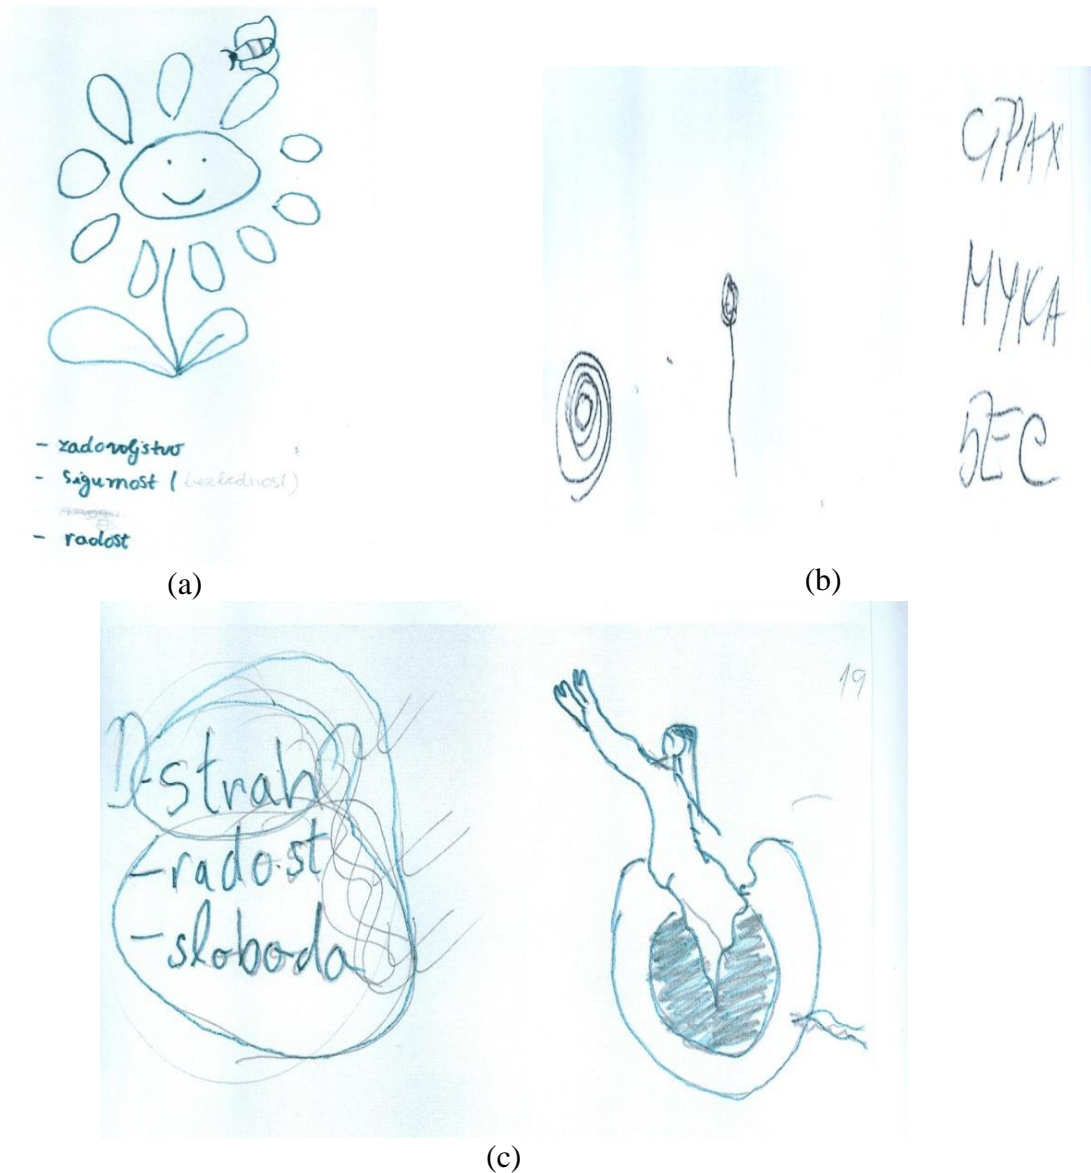 - zadovoljstvo
- sigurnost (bezbednost)
- radost
(a)
СТРАХ
МУКА
БЕС
(b)
-strah
-radost
-sloboda
19
(c)